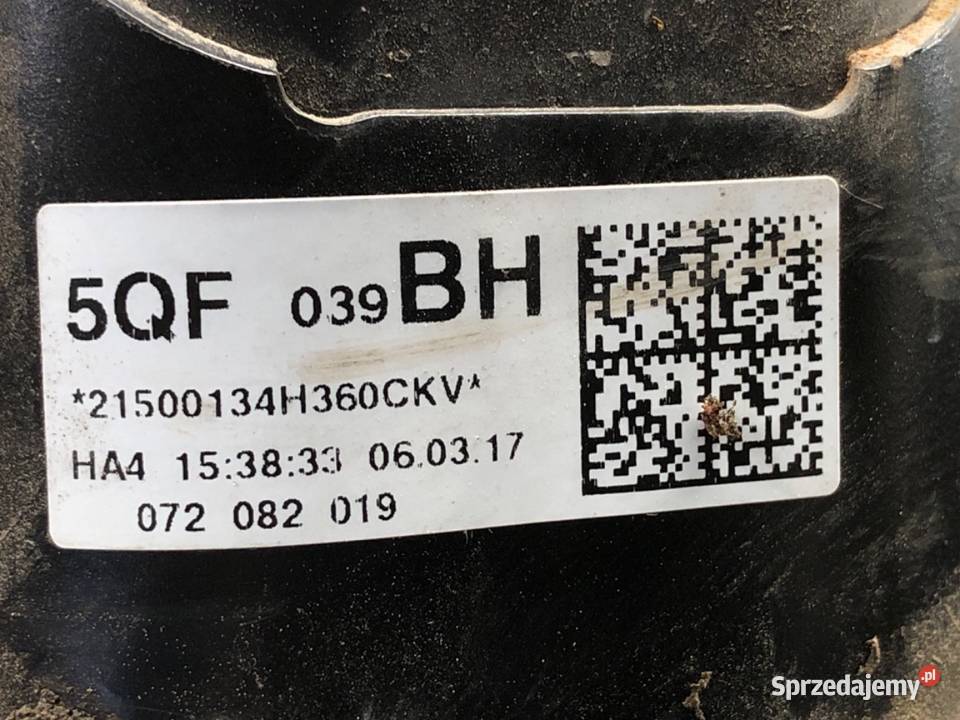 5QF 039BH
*21500134H360CKV*
HA4 15:38:33 06.03.17
072 082 019
Sprzedajemy.pl